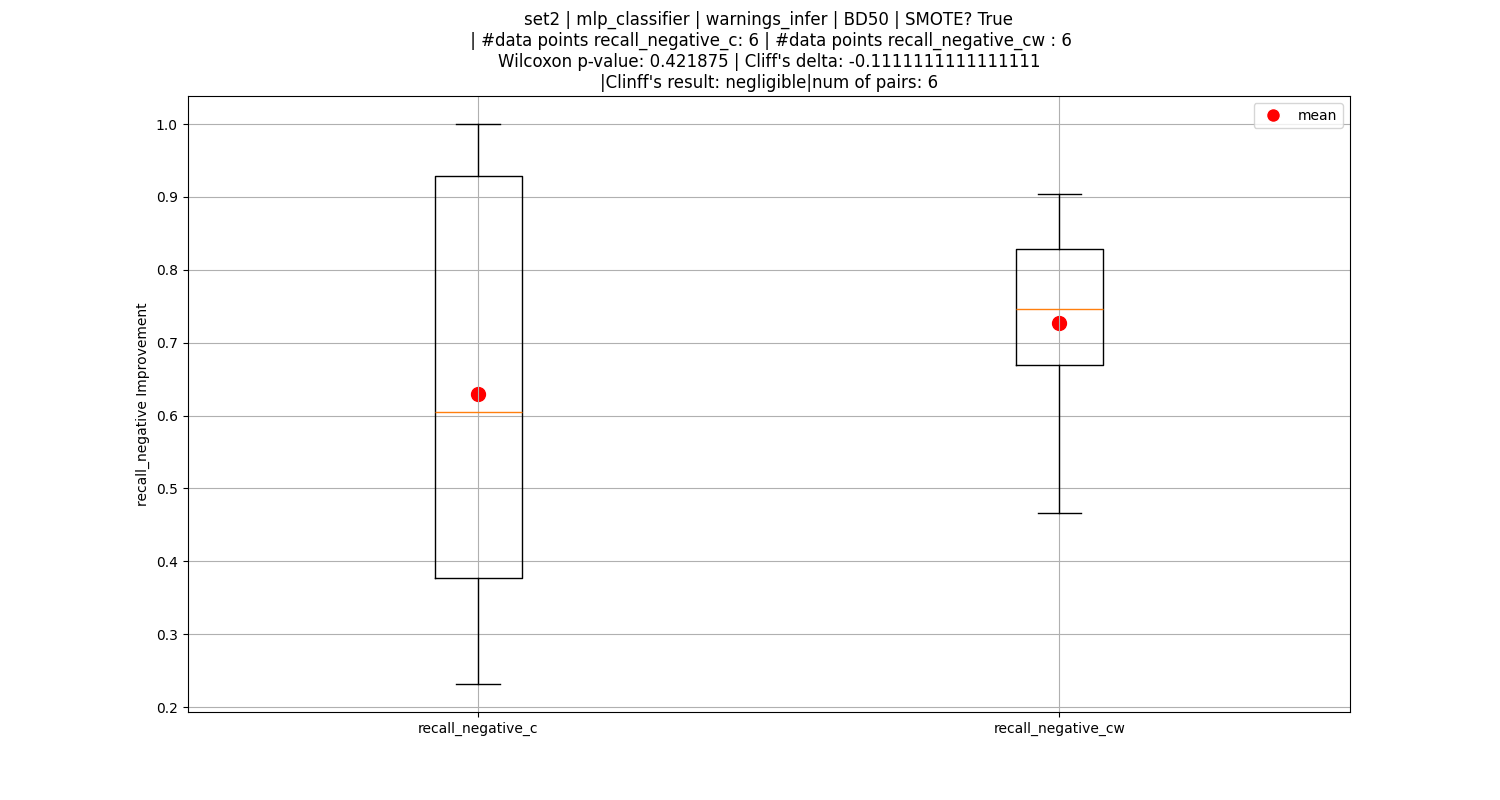 set2 | mlp_classifier | warnings_infer | BD50 | SMOTE? True
| #data points recall_negative_c: 6 | #data points recall_negative_cw : 6
Wilcoxon p-value: 0.421875 | Cliff's delta: -0.1111111111111111
|Clinff's result: negligible|num of pairs: 6
mean
1.0
0.9
0.8
0.7
0.6
0.5
0.4
0.3
0.2
recall_negative Improvement
recall_negative_c
recall_negative_cw